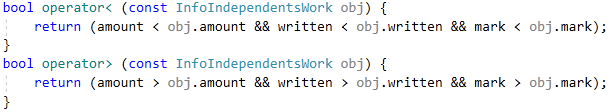 bool operator< (const InfoIndependentsWork obj) {
    return (amount < obj.amount && written < obj.written && mark < obj.mark);
}
bool operator> (const InfoIndependentsWork obj) {
    return (amount > obj.amount && written > obj.written && mark > obj.mark);
}